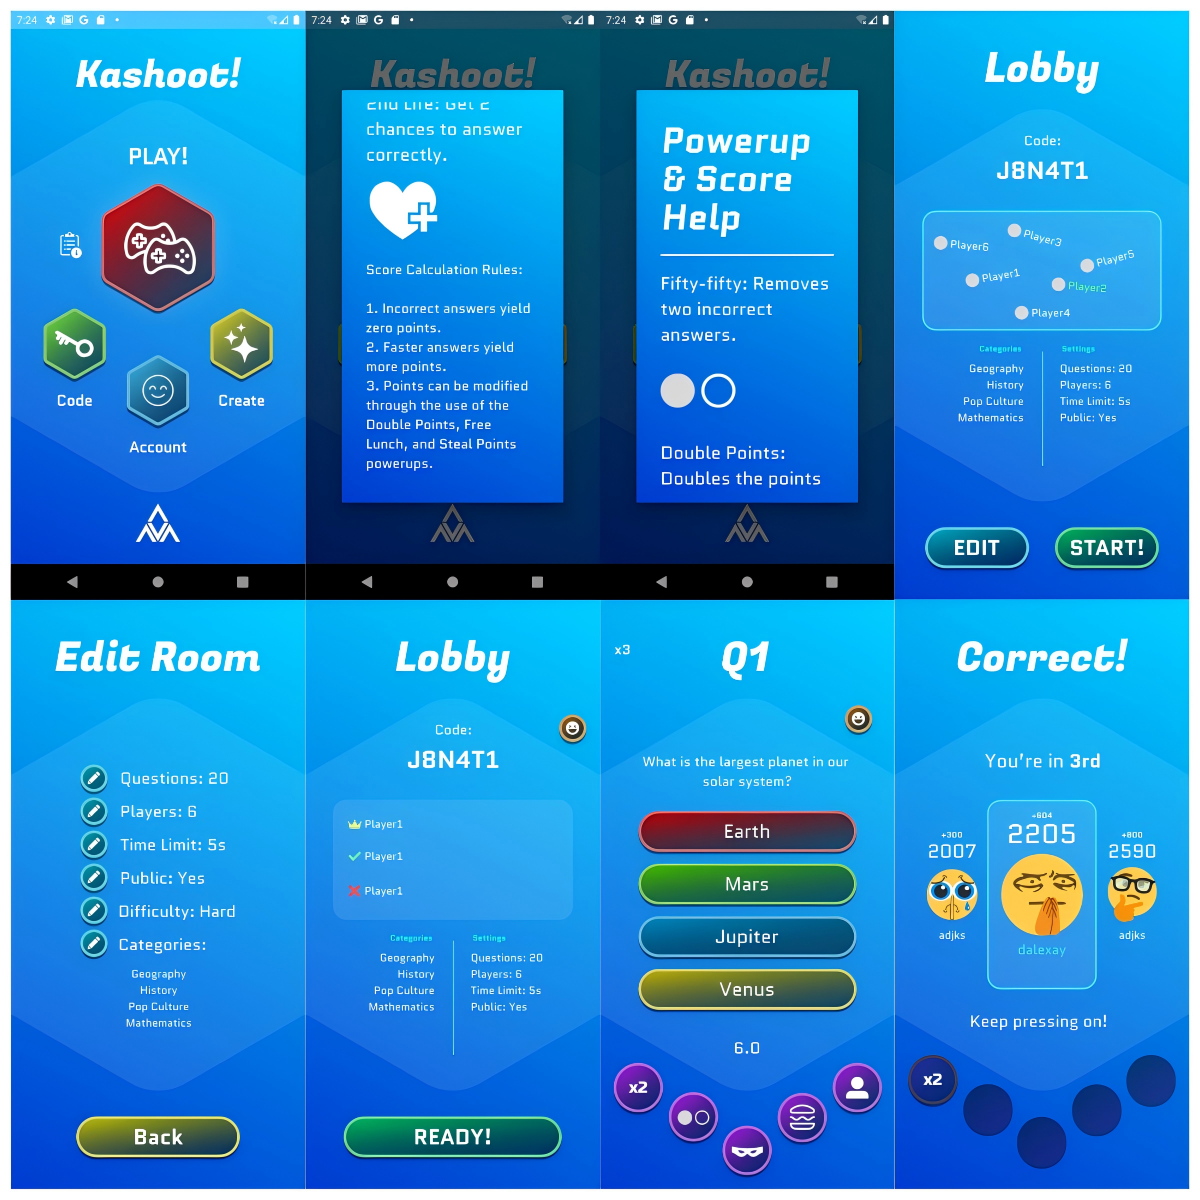 7:24
Kashoot!
PLAY!
Code
Account
Create
7:24
Kashoot!
2nd Life: Get 2
chances to answer
correctly.
Score Calculation Rules:
1. Incorrect answers yield
zero points.
2. Faster answers yield
more points.
3. Points can be modified
through the use of the
Double Points, Free
Lunch, and Steal Points
powerups.
7:24
Kashoot!
Powerup
& Score
Help
Fifty-fifty: Removes
two incorrect
answers.
Double Points:
Doubles the points
Lobby
Code:
J8N4T1
Player6
Player3
Player5
Player1
Player2
Player4
Categories
Geography
History
Pop Culture
Mathematics
Settings
Questions: 20
Players: 6
Time Limit: 5s
Public: Yes
EDIT
START!
Edit Room
Questions: 20
Players: 6
Time Limit: 5s
Public: Yes
Difficulty: Hard
Categories:
Geography
History
Pop Culture
Mathematics
Back
Lobby
Code:
J8N4T1
Player1
Player1
Player1
Categories
Geography
History
Pop Culture
Mathematics
Settings
Questions: 20
Players: 6
Time Limit: 5s
Public: Yes
READY!
x3
Q1
What is the largest planet in our
solar system?
Earth
Mars
Jupiter
Venus
6.0
x2
Correct!
You're in 3rd
+300
2007
adjks
+604
2205
dalexay
+800
2590
adjks
Keep pressing on!
x2